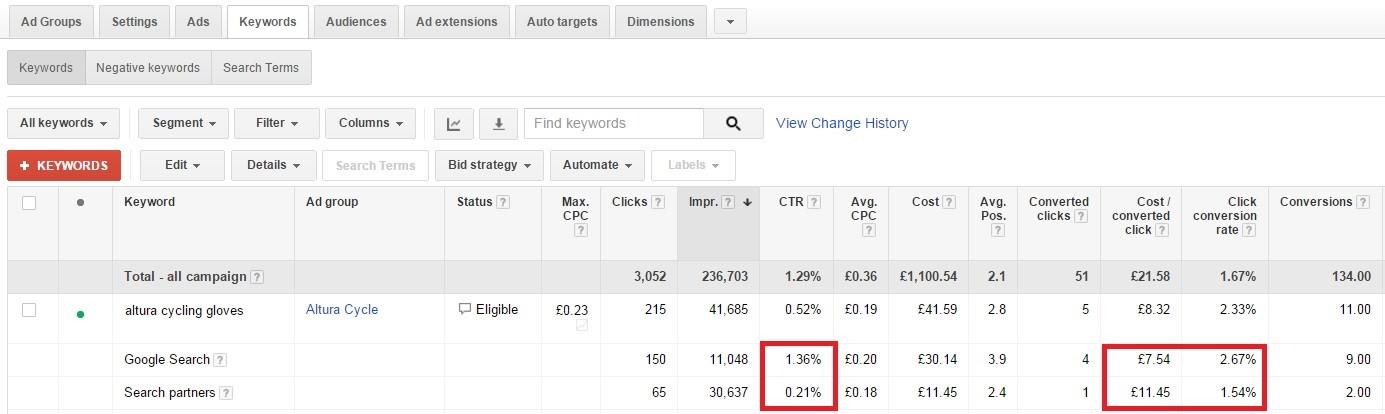 Ad Groups Settings Ads Keywords Audiences Ad extensions Auto targets Dimensions
Keywords Negative keywords Search Terms
All keywords Segment Filter Columns Find keywords View Change History
+ KEYWORDS Edit Details Search Terms Bid strategy Automate Labels
Keyword Ad group Status ? Max. CPC ? Clicks ? Impr. ? CTR ? Avg. CPC ? Cost ? Avg. Pos. ? Converted clicks ? Cost / converted click ? Click conversion rate ? Conversions ?
Total - all campaign ? 3,052 236,703 1.29% £0.36 £1,100.54 2.1 51 £21.58 1.67% 134.00
altura cycling gloves Altura Cycle Eligible £0.23 215 41,685 0.52% £0.19 £41.59 2.8 5 £8.32 2.33% 11.00
Google Search ? 150 11,048 1.36% £0.20 £30.14 3.9 4 £7.54 2.67% 9.00
Search partners ? 65 30,637 0.21% £0.18 £11.45 2.4 1 £11.45 1.54% 2.00